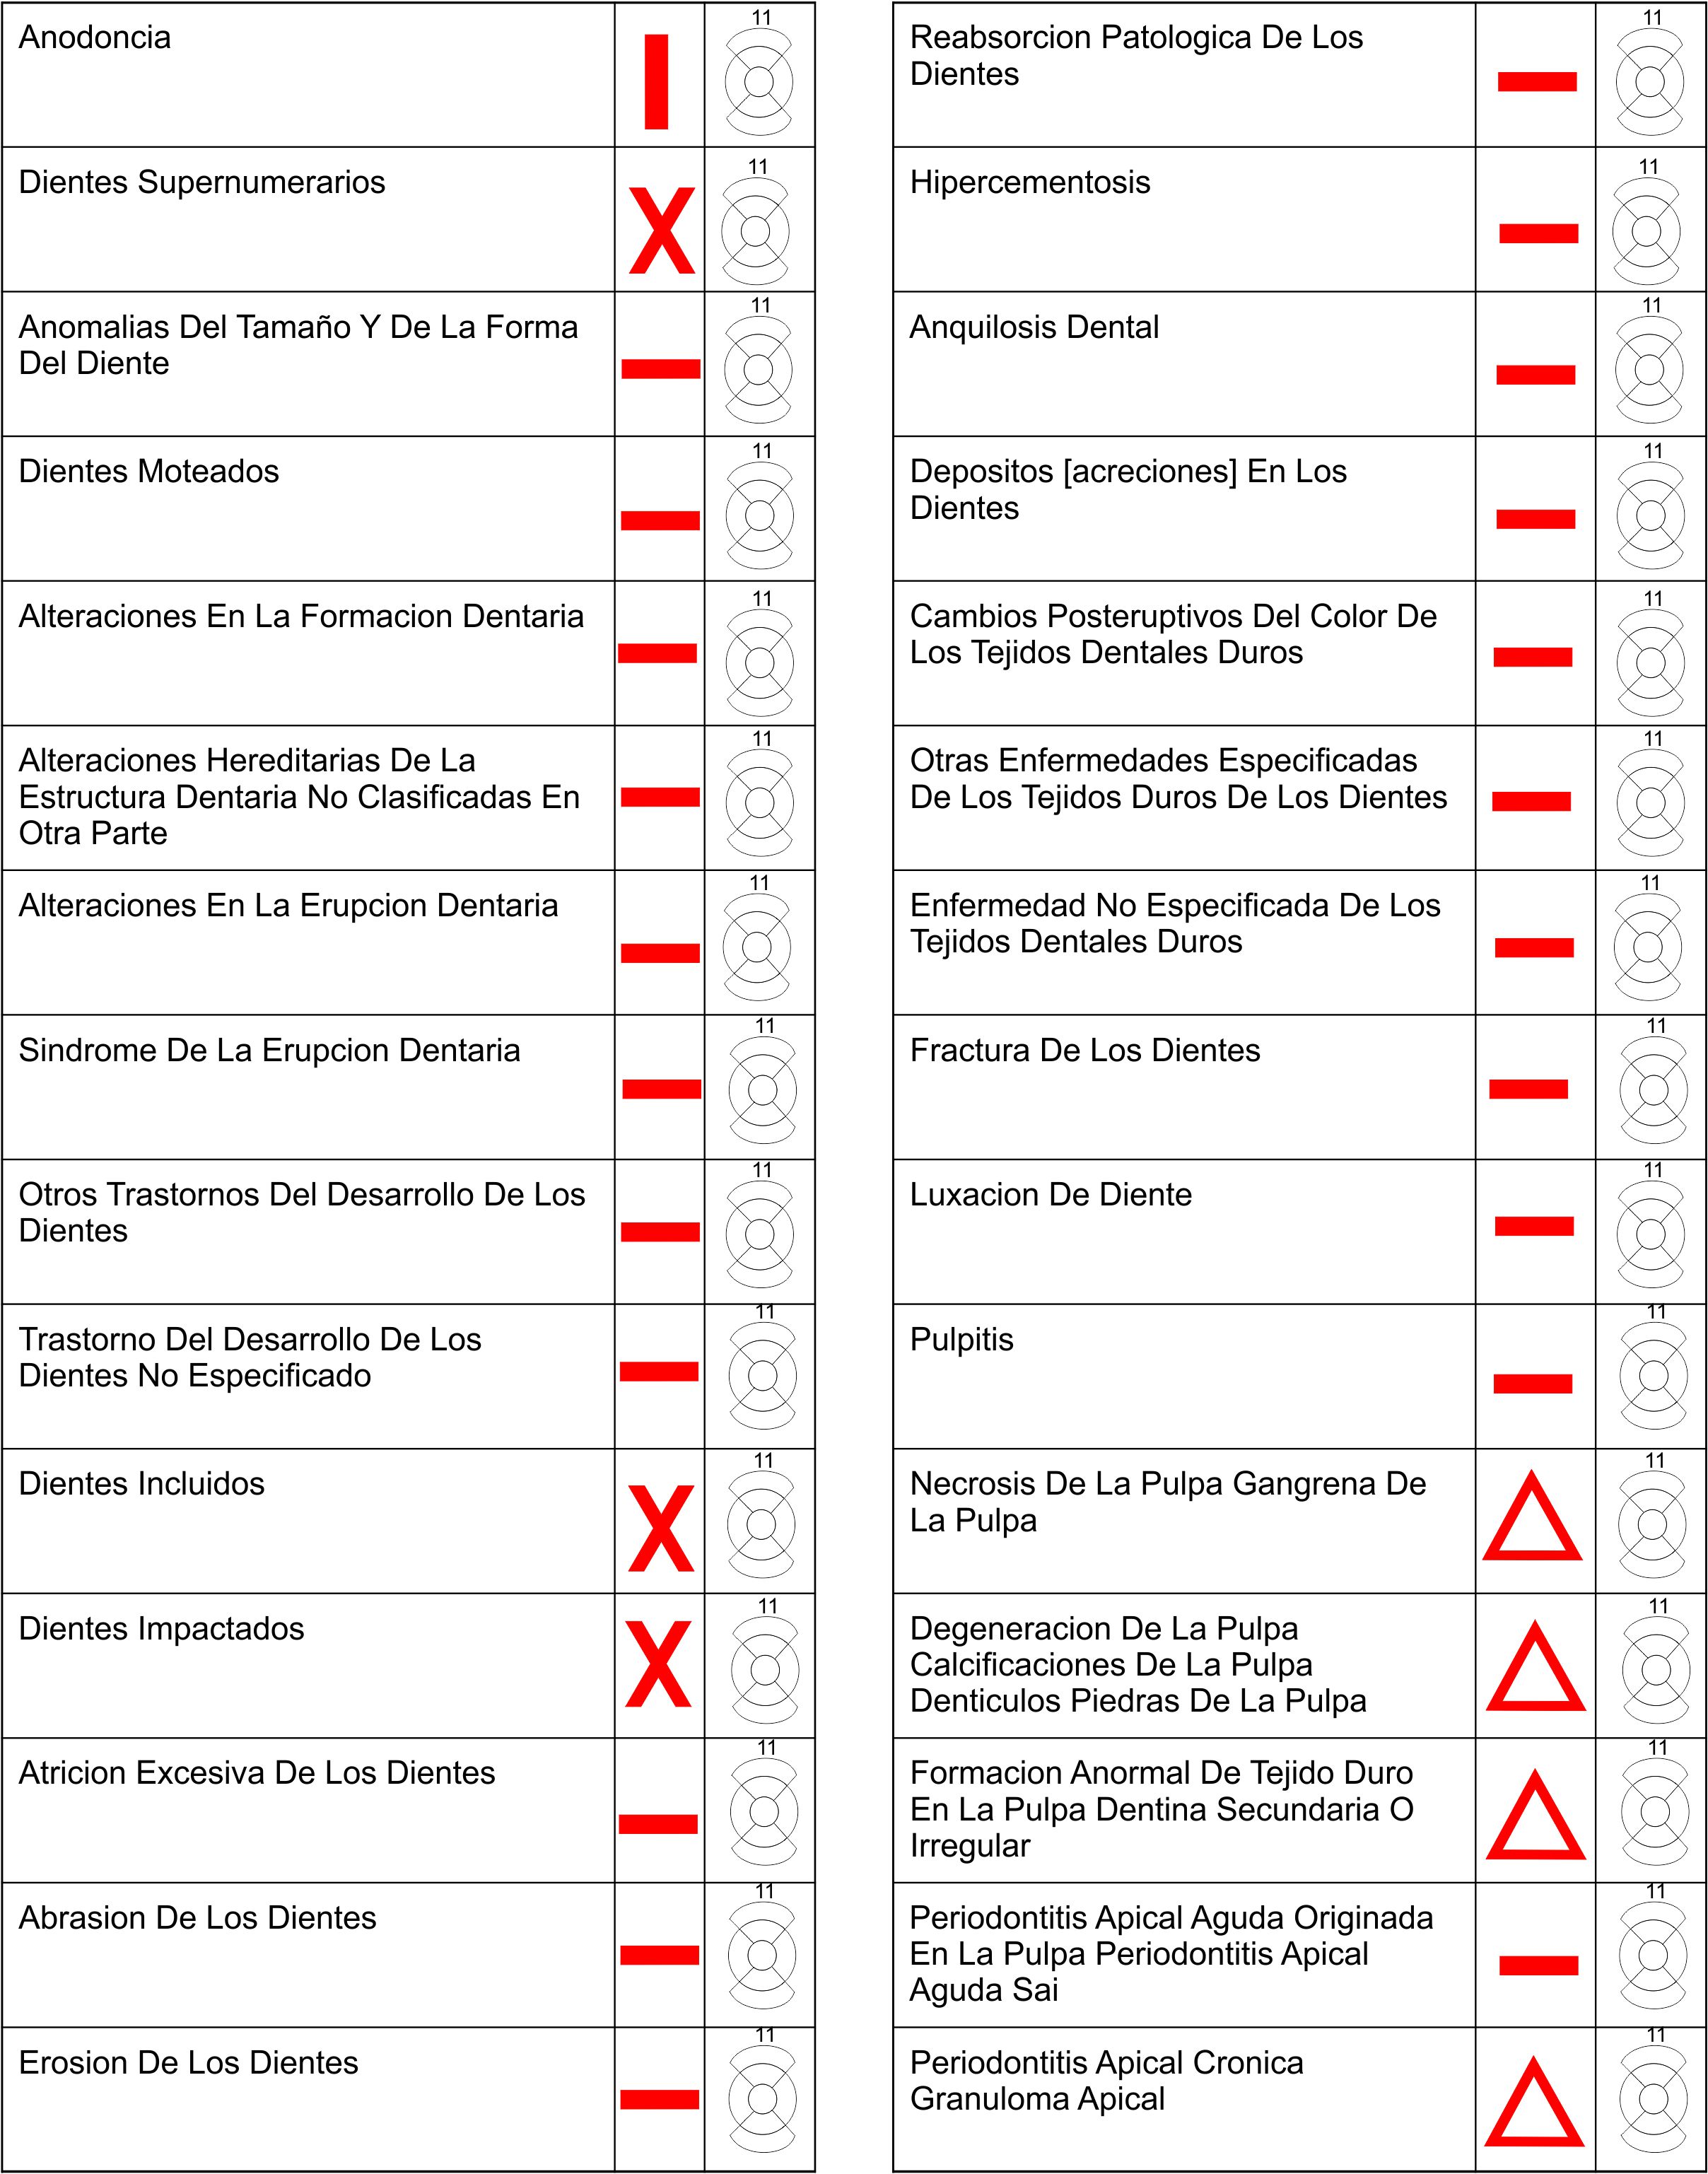 Anodoncia
11
Dientes Supernumerarios
11
Anomalias Del Tamaño Y De La Forma
Del Diente
11
Dientes Moteados
11
Alteraciones En La Formacion Dentaria
11
Alteraciones Hereditarias De La
Estructura Dentaria No Clasificadas En
Otra Parte
11
Alteraciones En La Erupcion Dentaria
11
Sindrome De La Erupcion Dentaria
11
Otros Trastornos Del Desarrollo De Los
Dientes
11
Trastorno Del Desarrollo De Los
Dientes No Especificado
11
Dientes Incluidos
11
Dientes Impactados
11
Atricion Excesiva De Los Dientes
11
Abrasion De Los Dientes
11
Erosion De Los Dientes
11
Reabsorcion Patologica De Los
Dientes
11
Hipercementosis
11
Anquilosis Dental
11
Depositos [acreciones] En Los
Dientes
11
Cambios Posteruptivos Del Color De
Los Tejidos Dentales Duros
11
Otras Enfermedades Especificadas
De Los Tejidos Duros De Los Dientes
11
Enfermedad No Especificada De Los
Tejidos Dentales Duros
11
Fractura De Los Dientes
11
Luxacion De Diente
11
Pulpitis
11
Necrosis De La Pulpa Gangrena De
La Pulpa
11
Degeneracion De La Pulpa
Calcificaciones De La Pulpa
Denticulos Piedras De La Pulpa
11
Formacion Anormal De Tejido Duro
En La Pulpa Dentina Secundaria O
Irregular
11
Periodontitis Apical Aguda Originada
En La Pulpa Periodontitis Apical
Aguda Sai
11
Periodontitis Apical Cronica
Granuloma Apical
11